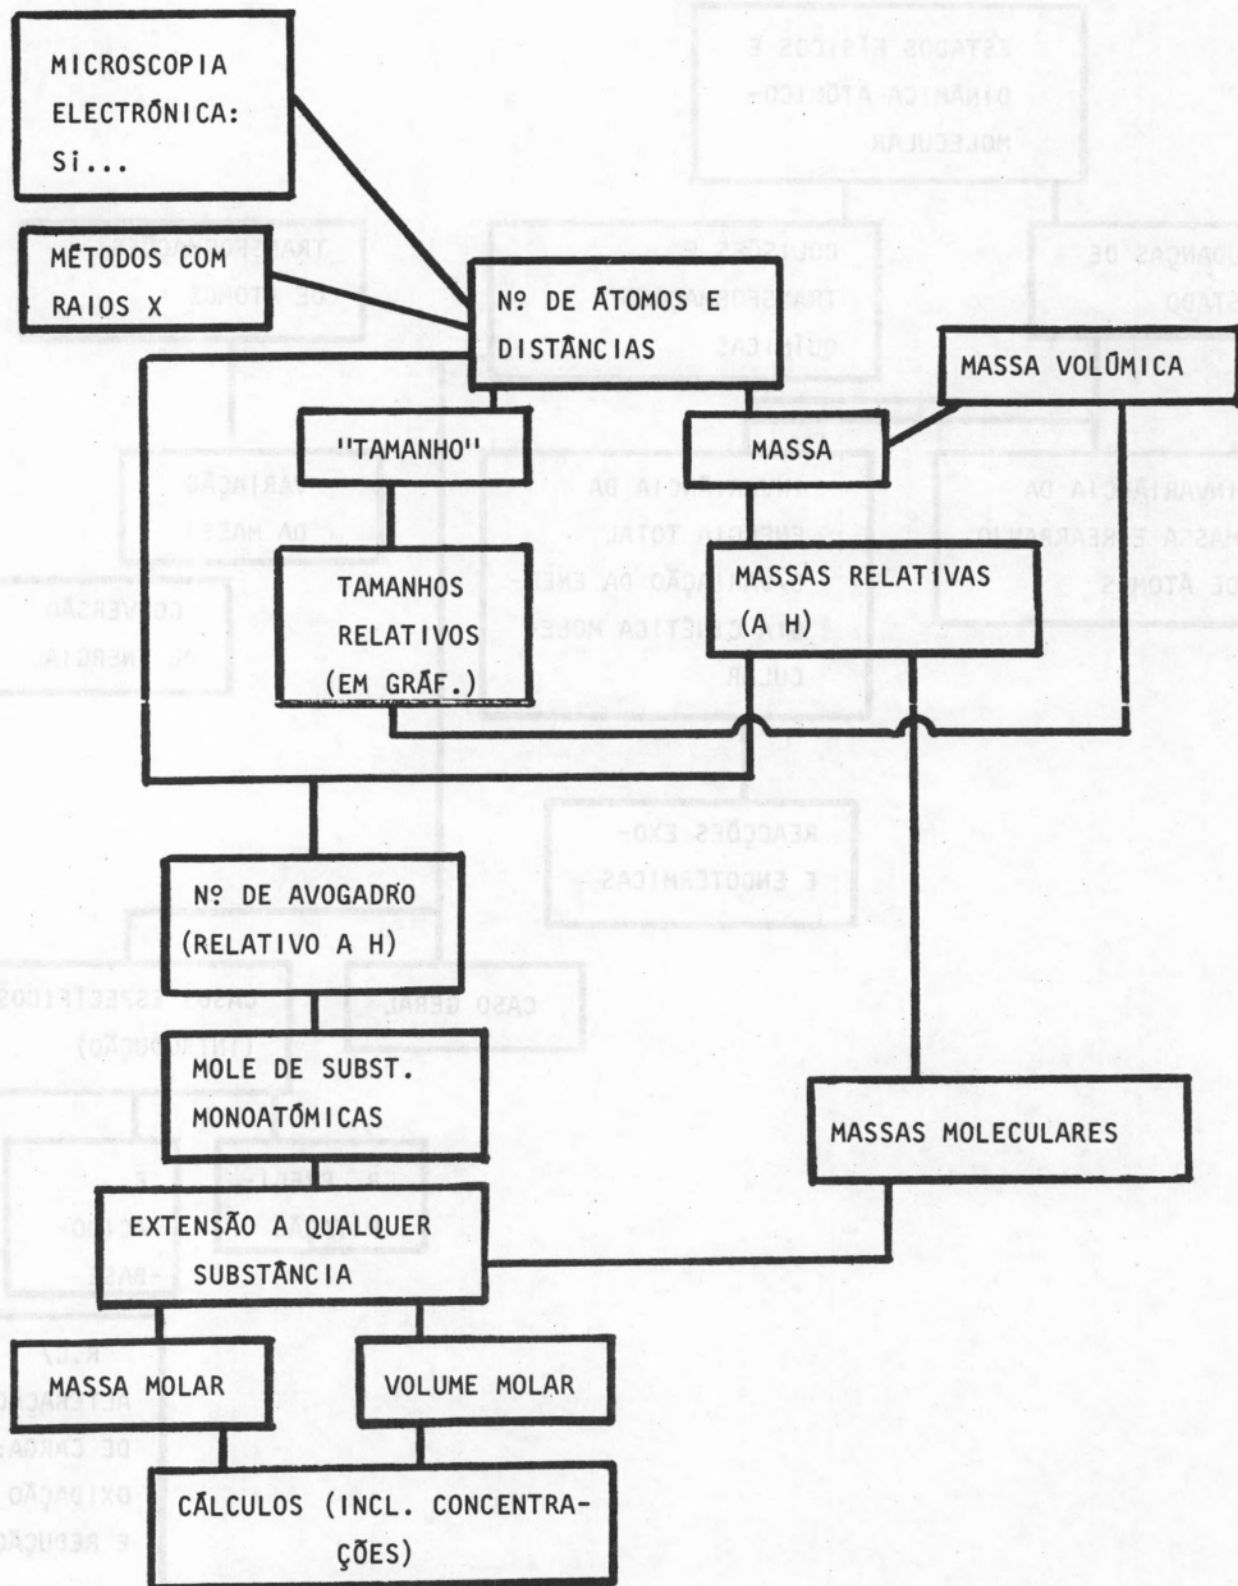 MICROSCOPIA
ELECTRÓNICA:
Si...
MÉTODOS COM
RAIOS X
Nº DE ÁTOMOS E
DISTÂNCIAS
MASSA VOLÚMICA
"TAMANHO"
MASSA
TAMANHOS
RELATIVOS
(EM GRÁF.)
MASSAS RELATIVAS
(A H)
Nº DE AVOGADRO
(RELATIVO A H)
MOLE DE SUBST.
MONOATÓMICAS
MASSAS MOLECULARES
EXTENSÃO A QUALQUER
SUBSTÂNCIA
MASSA MOLAR
VOLUME MOLAR
CÁLCULOS (INCL. CONCENTRA-
ÇÕES)